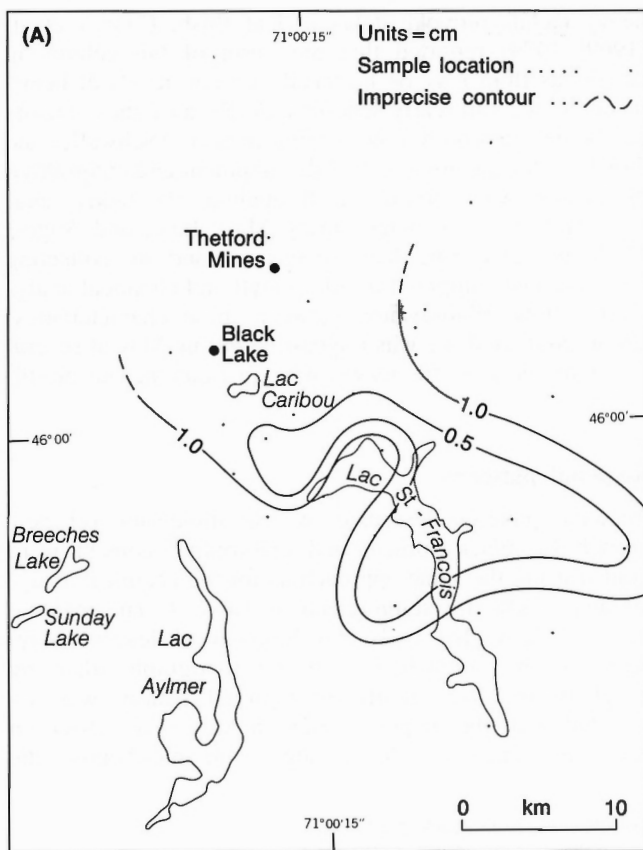 (A)
71°00'15"
Units = cm
Sample location ..... .
Imprecise contour ...
Thetford
Mines
Black
Lake
Lac
Caribou
1.0
1.0
0.5
46°00'
46°00'
Lac
St-Francois
Breeches
Lake
Sunday
Lake
Lac
Aylmer
0 10
km
71°00'15"